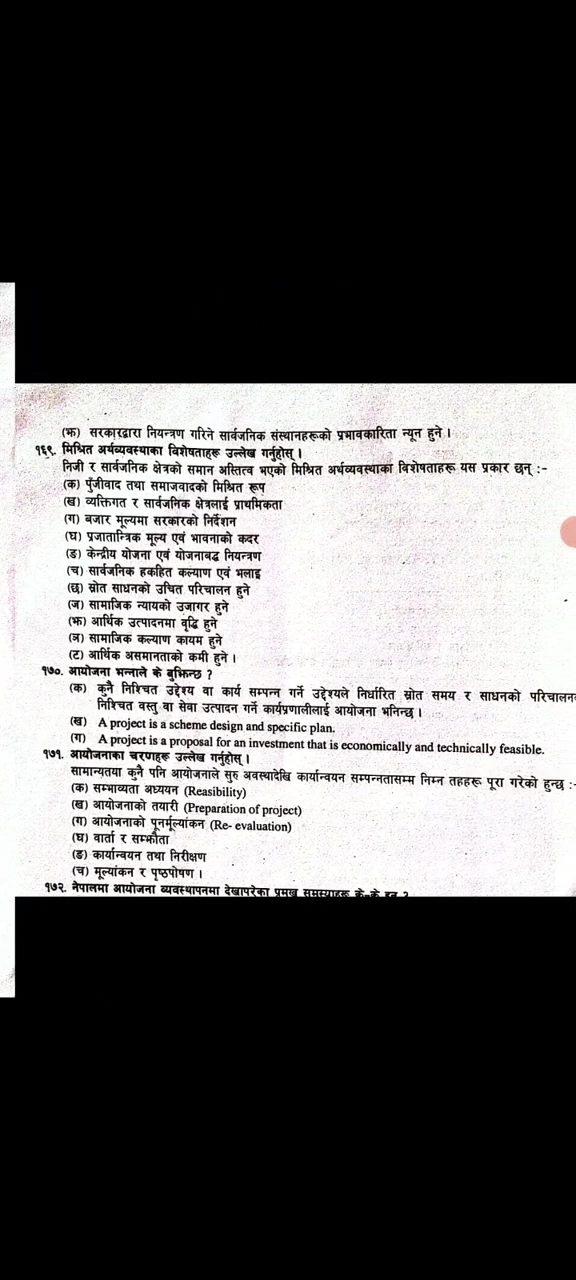 (झ) सरकारद्वारा नियन्त्रण गरिने सार्वजनिक संस्थानहरूको प्रभावकारिता न्यून हुने ।
१६९. मिश्रित अर्थव्यवस्थाका विशेषताहरू उल्लेख गर्नुहोस् ।
निजी र सार्वजनिक क्षेत्रको समान अस्तित्व भएको मिश्रित अर्थव्यवस्थाका विशेषताहरू यस प्रकार छन् :-
(क) पुँजीवाद तथा समाजवादको मिश्रित रूप
(ख) व्यक्तिगत र सार्वजनिक क्षेत्रलाई प्राथमिकता
(ग) बजार मूल्यमा सरकारको निर्देशन
(घ) प्रजातान्त्रिक मूल्य एवं भावनाको कदर
(ङ) केन्द्रीय योजना एवं योजनाबद्ध नियन्त्रण
(च) सार्वजनिक हकहित कल्याण एवं भलाइ
(छ) स्रोत साधनको उचित परिचालन हुने
(ज) सामाजिक न्यायको उजागर हुने
(झ) आर्थिक उत्पादनमा वृद्धि हुने
(ञ) सामाजिक कल्याण कायम हुने
(ट) आर्थिक असमानताको कमी हुने ।
१७०. आयोजना भन्नाले के बुझिन्छ ?
(क) कुनै निश्चित उद्देश्य वा कार्य सम्पन्न गर्ने उद्देश्यले निर्धारित स्रोत समय र साधनको परिचालन
निश्चित वस्तु वा सेवा उत्पादन गर्ने कार्यप्रणालीलाई आयोजना भनिन्छ ।
(ख) A project is a scheme design and specific plan.
(ग) A project is a proposal for an investment that is economically and technically feasible.
१७१. आयोजनाका चरणहरू उल्लेख गर्नुहोस् ।
सामान्यतया कुनै पनि आयोजनाले सुरु अवस्थादेखि कार्यान्वयन सम्पन्नतासम्म निम्न तहहरू पूरा गरेको हुन्छ :-
(क) सम्भाव्यता अध्ययन (Reasibility)
(ख) आयोजनाको तयारी (Preparation of project)
(ग) आयोजनाको पूनर्मूल्यांकन (Re- evaluation)
(घ) वार्ता र सम्झौता
(ङ) कार्यान्वयन तथा निरीक्षण
(च) मूल्यांकन र पृष्ठपोषण ।
१७२. नेपालमा आयोजना व्यवस्थापनमा देखापरेका प्रमुख समस्याहरू के-के हुन् ?